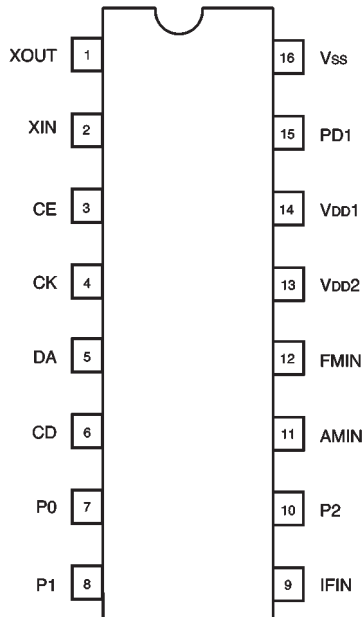 XOUT 1 16 Vss
XIN 2 15 PD1
CE 3 14 VDD1
CK 4 13 VDD2
DA 5 12 FMIN
CD 6 11 AMIN
P0 7 10 P2
P1 8 9 IFIN